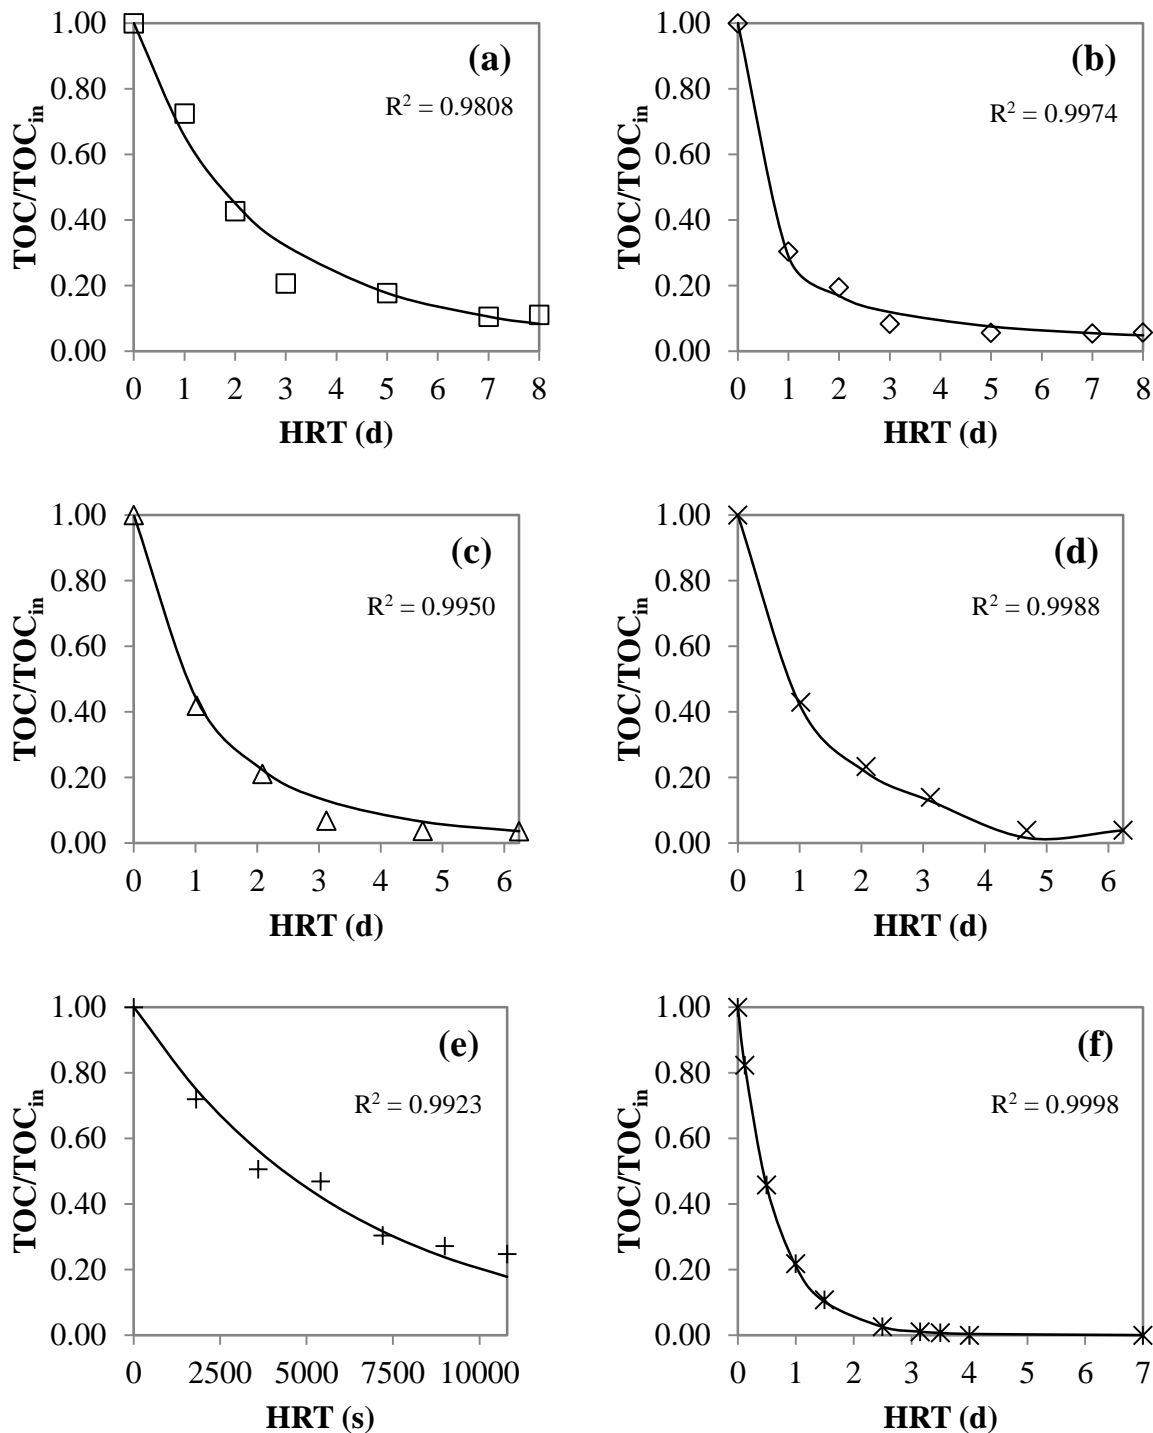 (a)
R² = 0.9808
TOC/TOCin
1.00
0.80
0.60
0.40
0.20
0.00
0 1 2 3 4 5 6 7 8
HRT (d)
(b)
R² = 0.9974
TOC/TOCin
1.00
0.80
0.60
0.40
0.20
0.00
0 1 2 3 4 5 6 7 8
HRT (d)
(c)
R² = 0.9950
TOC/TOCin
1.00
0.80
0.60
0.40
0.20
0.00
0 1 2 3 4 5 6
HRT (d)
(d)
R² = 0.9988
TOC/TOCin
1.00
0.80
0.60
0.40
0.20
0.00
0 1 2 3 4 5 6
HRT (d)
(e)
R² = 0.9923
TOC/TOCin
1.00
0.80
0.60
0.40
0.20
0.00
0 2500 5000 7500 10000
HRT (s)
(f)
R² = 0.9998
TOC/TOCin
1.00
0.80
0.60
0.40
0.20
0.00
0 1 2 3 4 5 6 7
HRT (d)